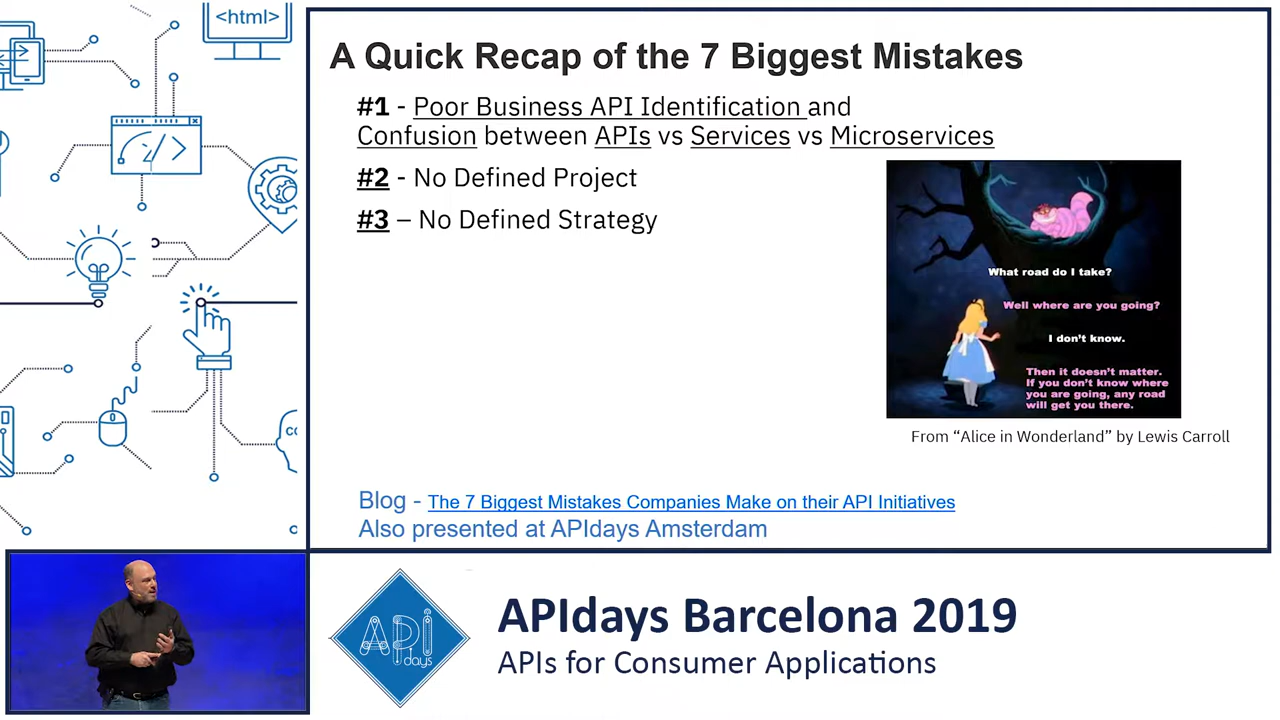 <html>
A Quick Recap of the 7 Biggest Mistakes
#1 - Poor Business API Identification and
Confusion between APIs vs Services vs Microservices
#2 - No Defined Project
#3 – No Defined Strategy
What road do I take?
Well where are you going?
I don't know.
Then it doesn't matter.
If you don't know where
you are going, any road
will get you there.
From “Alice in Wonderland” by Lewis Carroll
Blog - The 7 Biggest Mistakes Companies Make on their API Initiatives
Also presented at APIdays Amsterdam
</>
CO
API
days
APIdays Barcelona 2019
APIs for Consumer Applications